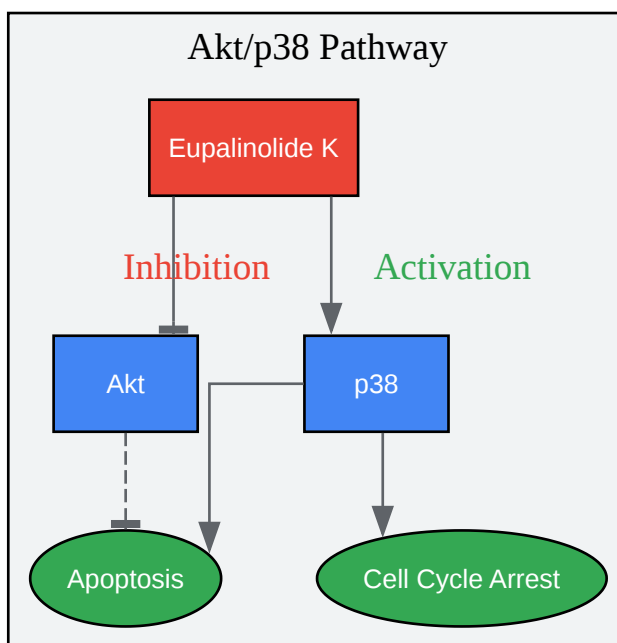 Akt/p38 Pathway
Eupalinolide K
Inhibition
Activation
Akt
p38
Apoptosis
Cell Cycle Arrest